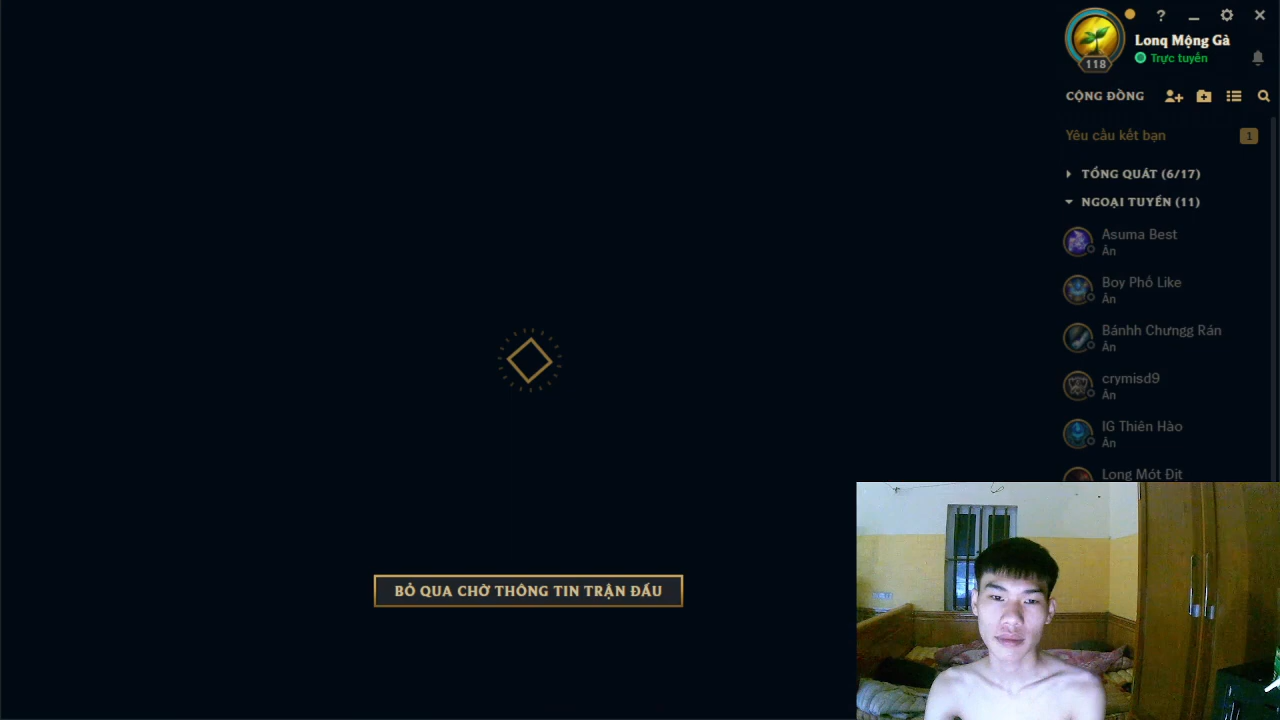 ?
Lonq Mộng Gà
118
Trực tuyến
CỘNG ĐỒNG
Yêu cầu kết bạn
1
TỔNG QUÁT (6/17)
NGOẠI TUYẾN (11)
Asuma Best
Ẩn
Boy Phố Like
Ẩn
Bánhh Chưngg Rán
Ẩn
crymisd9
Ẩn
IG Thiên Hào
Ẩn
Long Mót Địt
BỎ QUA CHỜ THÔNG TIN TRẬN ĐẤU